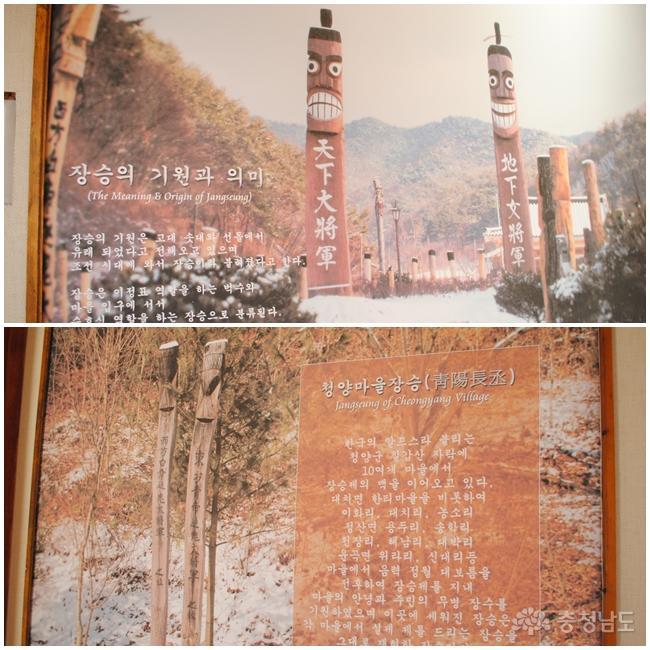 장승의 기원과 의미
(The Meaning & Origin of Jangseung)
장승의 기원은 고대 솟대와 선돌에서
유래 되었다고 전해오고 있으며
조선 시대에 와서 장승이라 불려졌다고 한다.
장승은 이정표 역할을 하는 벅수와
마을 입구에 서서
수호신 역할을 하는 장승으로 분류된다.
天下大將軍
地下女將軍
청양마을장승(靑陽長丞)
Jangseung of Cheongyang Village
한국의 알프스라 불리는
청양군 칠갑산 자락에
10여개 마을에서
장승제의 맥을 이어오고 있다.
대치면 한티마을을 비롯하여
이화리, 대치리, 농소리
정산면 용두리, 송학리
천장리, 해남리, 대박리
운곡면 위라리, 신대리등
마을에서 음력 정월 대보름을
전후하여 장승제를 지내
마을의 안녕과 주민의 무병 장수를
기원하였으며 이곳에 세워진 장승은
각 마을에서 실제 제를 드리는 장승을
그대로 재현한
충청남도